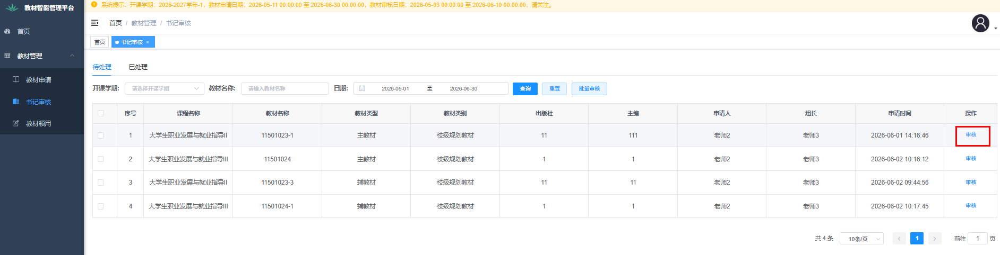 教材智能管理平台
系统提示：开课学期：2026-2027学年-1，教材申请日期：2026-05-11 00:00:00 至 2026-06-30 00:00:00，教材审核日期：2026-05-03 00:00:00 至 2026-06-10 00:00:00，请关注。
首页 / 教材管理 / 书记审核
首页
教材管理
教材申请
书记审核
教材领用
首页 书记审核 ×
待处理 已处理
开课学期: 请选择开课学期 教材名称: 请输入教材名称 日期: 2026-05-01 至 2026-06-30 查询 重置 批量审核
序号 课程名称 教材名称 教材类型 教材类别 出版社 主编 申请人 组长 申请时间 操作
1 大学生职业发展与就业指导II 11501023-1 主教材 校级规划教材 11 111 老师2 老师3 2026-06-01 14:16:46 审核
2 大学生职业发展与就业指导III 11501024 主教材 校级规划教材 1 1 老师2 老师3 2026-06-02 10:16:12 审核
3 大学生职业发展与就业指导II 11501023-3 辅教材 校级规划教材 11 11 老师2 老师3 2026-06-02 09:44:56 审核
4 大学生职业发展与就业指导III 11501024-1 辅教材 校级规划教材 1 1 老师2 老师3 2026-06-02 10:17:45 审核
共 4 条 10条/页 1 前往 1 页